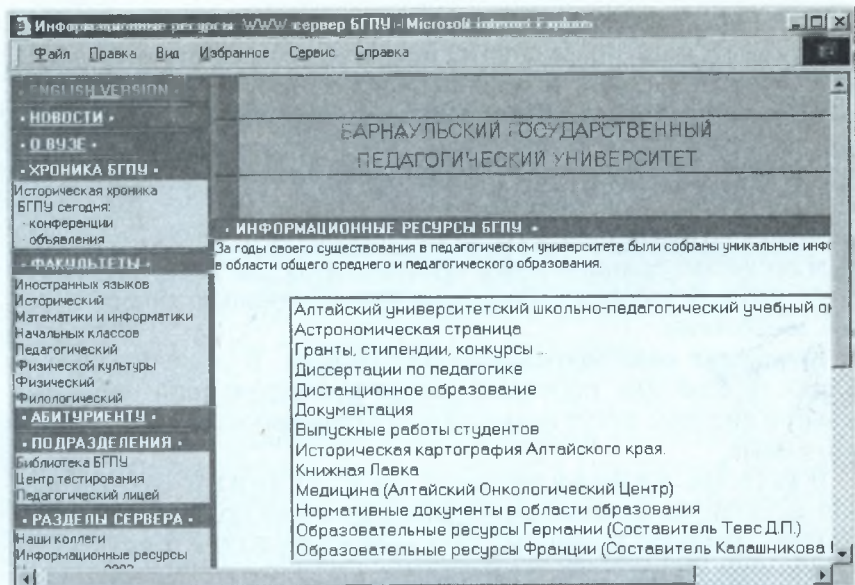 Информационные ресурсы WWW сервер БГПУ - Microsoft Internet Explorer
Файл Правка Вид Избранное Сервис Справка
• ENGLISH VERSION •
• НОВОСТИ •
• О ВУЗЕ •
• ХРОНИКА БГПУ •
Историческая хроника
БГПУ сегодня:
- конференции
- объявления
• ФАКУЛЬТЕТЫ •
Иностранных языков
Исторический
Математики и информатики
Начальных классов
Педагогический
Физической культуры
Физический
Филологический
• АБИТУРИЕНТУ •
• ПОДРАЗДЕЛЕНИЯ •
Библиотека БГПУ
Центр тестирования
Педагогический лицей
• РАЗДЕЛЫ СЕРВЕРА •
Наши коллеги
Информационные ресурсы
БАРНАУЛЬСКИЙ ГОСУДАРСТВЕННЫЙ
ПЕДАГОГИЧЕСКИЙ УНИВЕРСИТЕТ
• ИНФОРМАЦИОННЫЕ РЕСУРСЫ БГПУ •
За годы своего существования в педагогическом университете были собраны уникальные инфо
в области общего среднего и педагогического образования.
Алтайский университетский школьно-педагогический учебный ок
Астрономическая страница
Гранты, стипендии, конкурсы ...
Диссертации по педагогике
Дистанционное образование
Документация
Выпускные работы студентов
Историческая картография Алтайского края.
Книжная Лавка
Медицина (Алтайский Онкологический Центр)
Нормативные документы в области образования
Образовательные ресурсы Германии (Составитель Тевс Д.П.)
Образовательные ресурсы Франции (Составитель Калашникова